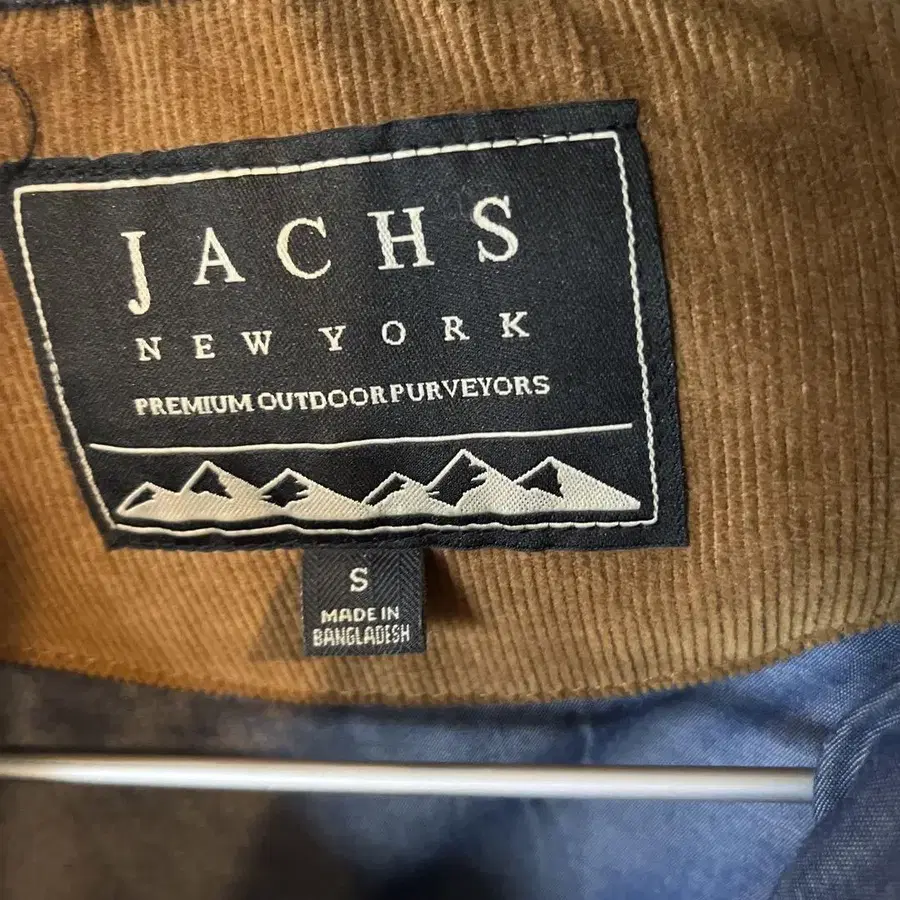 JACHS
NEW YORK
PREMIUM OUTDOOR PURVEYORS
S
MADE IN
BANGLADESH